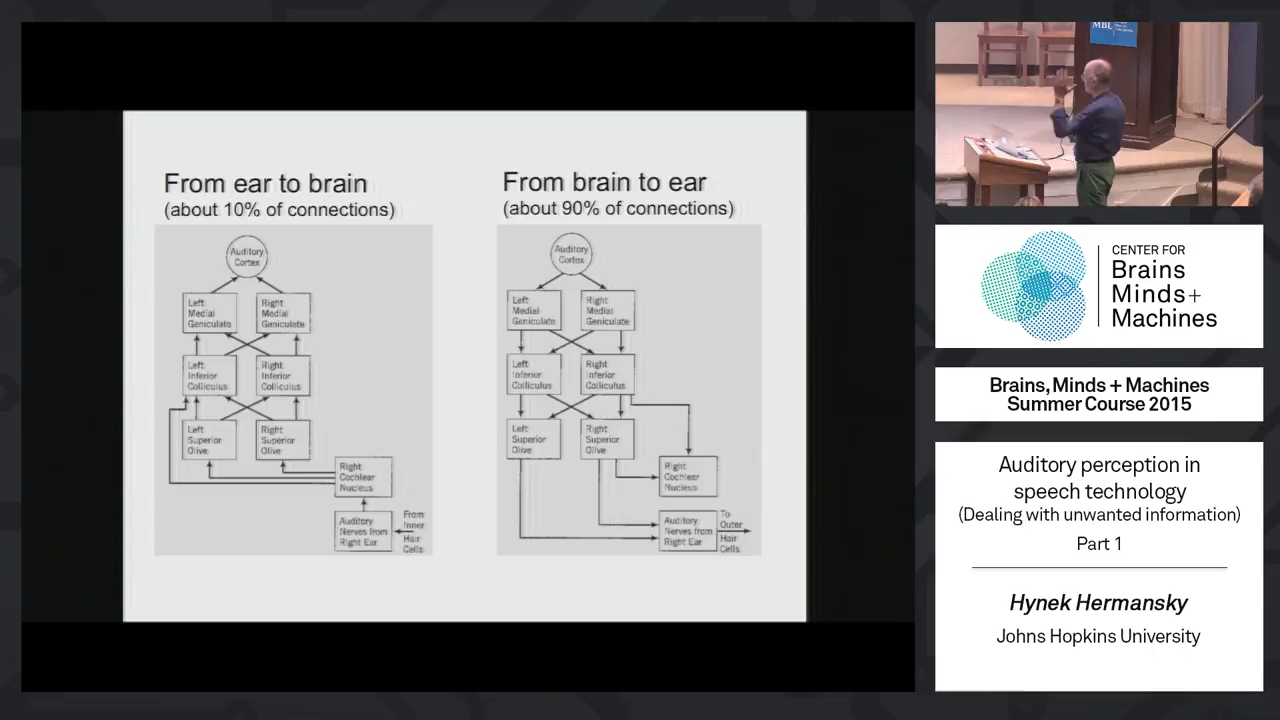 From ear to brain
(about 10% of connections)
Auditory
Cortex
Left
Medial
Geniculate
Right
Medial
Geniculate
Left
Inferior
Colliculus
Right
Inferior
Colliculus
Left
Superior
Olive
Right
Superior
Olive
Right
Cochlear
Nucleus
Auditory
Nerves from
Right Ear
From
Inner
Hair
Cells
From brain to ear
(about 90% of connections)
Auditory
Cortex
Left
Medial
Geniculate
Right
Medial
Geniculate
Left
Inferior
Colliculus
Right
Inferior
Colliculus
Left
Superior
Olive
Right
Superior
Olive
Right
Cochlear
Nucleus
Auditory
Nerves from
Right Ear
To
Outer
Hair
Cells
MBL
CENTER FOR
Brains
Minds+
Machines
Brains, Minds + Machines
Summer Course 2015
Auditory perception in
speech technology
(Dealing with unwanted information)
Part 1
Hynek Hermansky
Johns Hopkins University